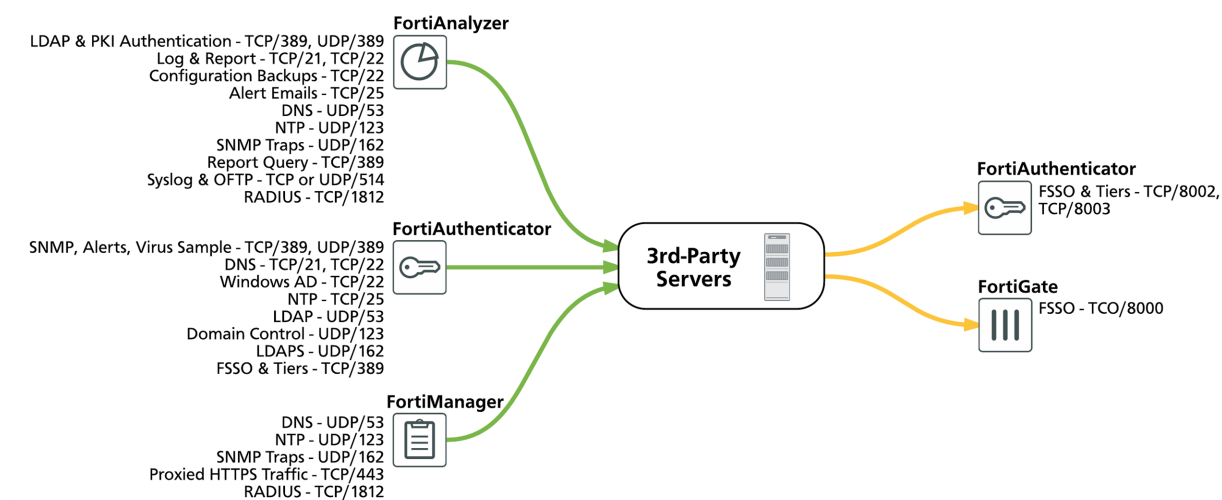 FortiAnalyzer
LDAP & PKI Authentication - TCP/389, UDP/389
Log & Report - TCP/21, TCP/22
Configuration Backups - TCP/22
Alert Emails - TCP/25
DNS - UDP/53
NTP - UDP/123
SNMP Traps - UDP/162
Report Query - TCP/389
Syslog & OFTP - TCP or UDP/514
RADIUS - TCP/1812
FortiAuthenticator
SNMP, Alerts, Virus Sample - TCP/389, UDP/389
DNS - TCP/21, TCP/22
Windows AD - TCP/22
NTP - TCP/25
LDAP - UDP/53
Domain Control - UDP/123
LDAPS - UDP/162
FSSO & Tiers - TCP/389
FortiManager
DNS - UDP/53
NTP - UDP/123
SNMP Traps - UDP/162
Proxied HTTPS Traffic - TCP/443
RADIUS - TCP/1812
3rd-Party
Servers
FortiAuthenticator
FSSO & Tiers - TCP/8002,
TCP/8003
FortiGate
FSSO - TCO/8000